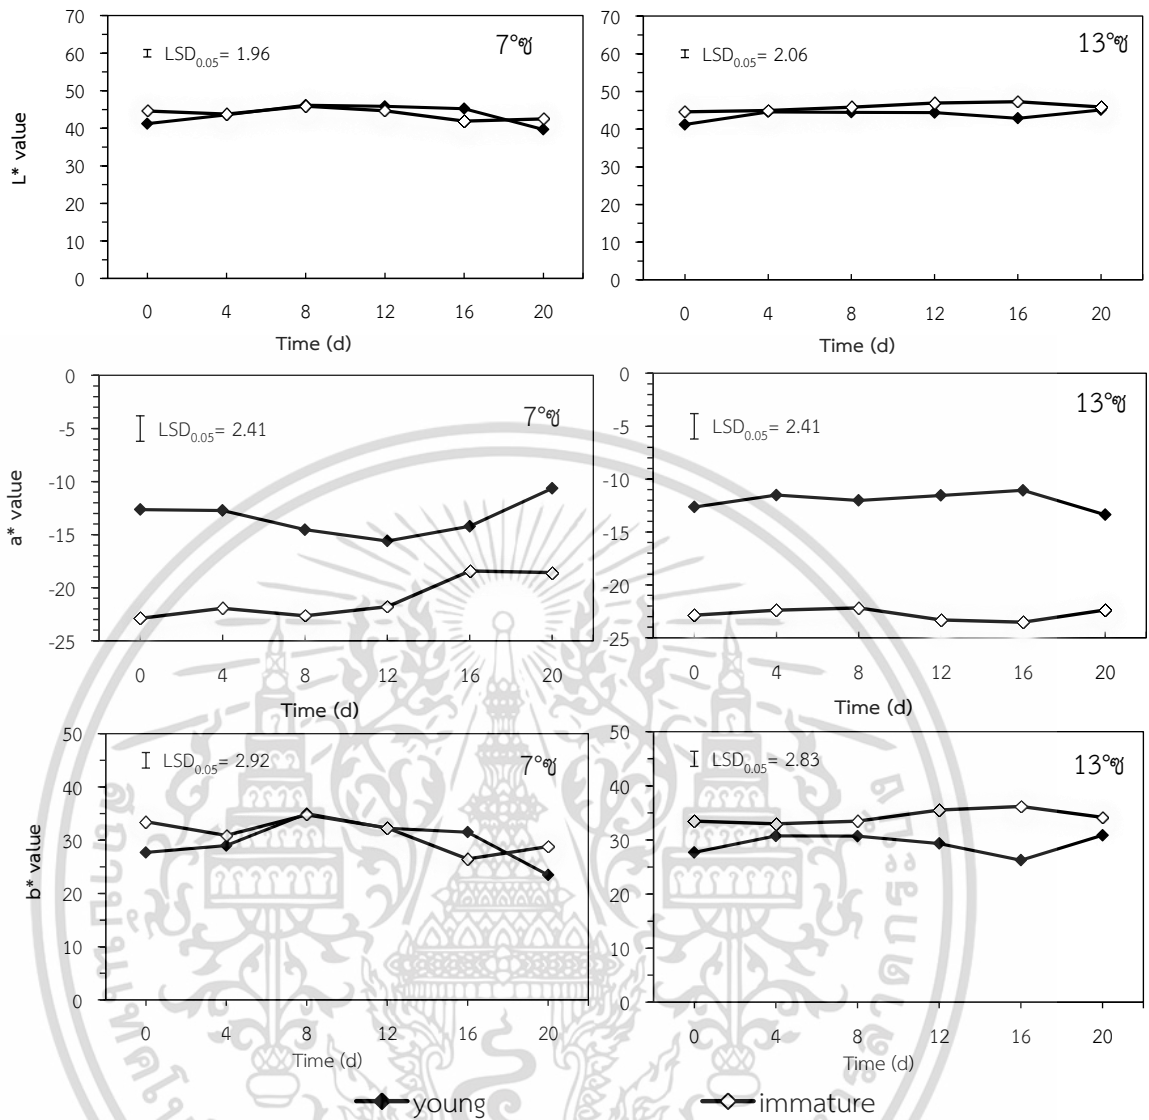 70
60
50
40
30
20
10
0
L* value
LSD0.05= 1.96
7°ซ
0 4 8 12 16 20
Time (d)
70
60
50
40
30
20
10
0
LSD0.05= 2.06
13°ซ
0 4 8 12 16 20
Time (d)
0
-5
-10
-15
-20
-25
a* value
LSD0.05= 2.41
7°ซ
0 4 8 12 16 20
Time (d)
0
-5
-10
-15
-20
-25
LSD0.05= 2.41
13°ซ
0 4 8 12 16 20
Time (d)
50
40
30
20
10
0
b* value
LSD0.05= 2.92
7°ซ
0 4 8 12 16 20
Time (d)
50
40
30
20
10
0
LSD0.05= 2.83
13°ซ
0 4 8 12 16 20
Time (d)
young immature